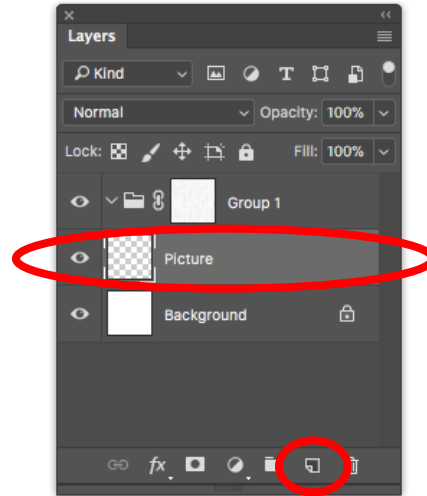 Layers
Kind
Normal Opacity: 100%
Lock: Fill: 100%
Group 1
Picture
Background
fx